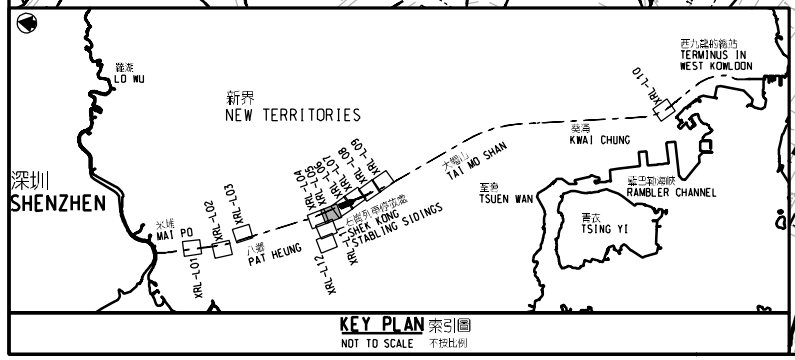 羅湖
LO WU
西九龍的總站
TERMINUS IN
WEST KOWLOON
XRL-L10
新界
NEW TERRITORIES
葵涌
KWAI CHUNG
大帽山
TAI MO SHAN
深圳
SHENZHEN
XRL-L04
XRL-L05
XRL-L06
XRL-L07
XRL-L08
XRL-L09
荃灣
TSUEN WAN
藍巴勒海峽
RAMBLER CHANNEL
米埔
MAI PO
XRL-L01
XRL-L02
XRL-L03
八鄉
PAT HEUNG
石崗列車停放處
SHEK KONG
STABLING SIDINGS
XRL-L12
青衣
TSING YI
KEY PLAN 索引圖
NOT TO SCALE 不按比例